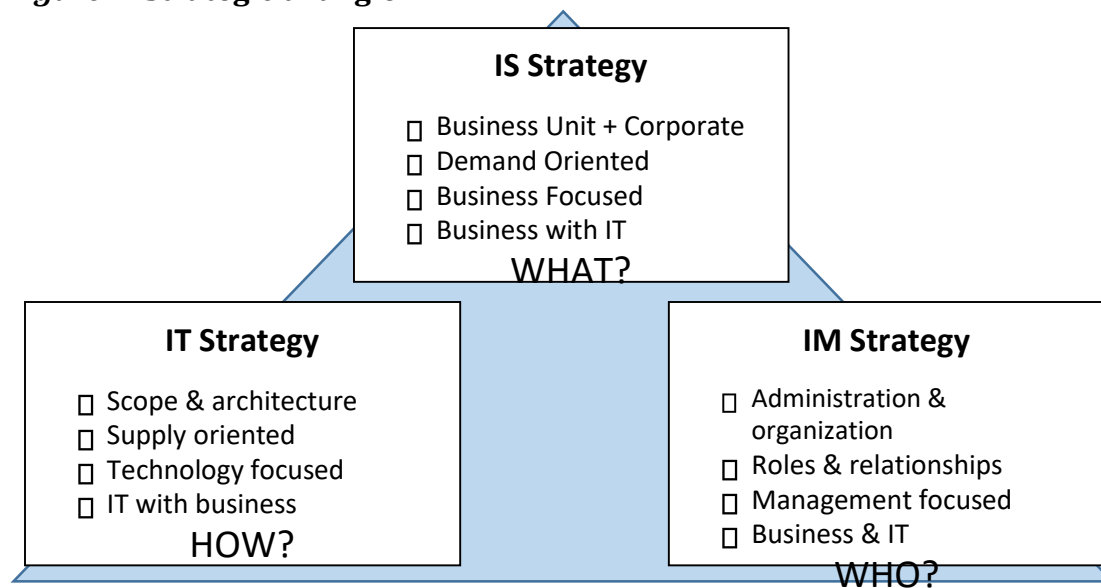 IS Strategy
Business Unit + Corporate
Demand Oriented
Business Focused
Business with IT
WHAT?
IT Strategy
Scope & architecture
Supply oriented
Technology focused
IT with business
HOW?
IM Strategy
Administration &
organization
Roles & relationships
Management focused
Business & IT
WHO?